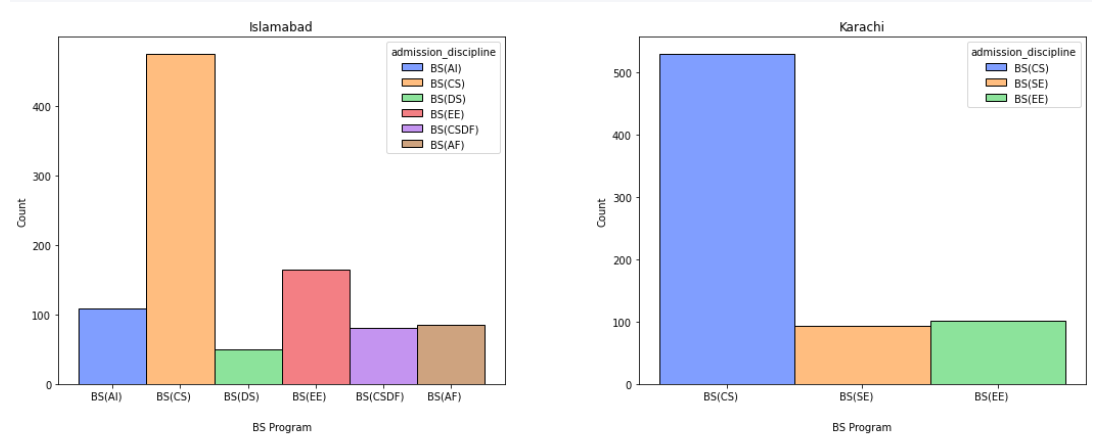 Islamabad
admission_discipline
BS(AI)
BS(CS)
BS(DS)
BS(EE)
BS(CSDF)
BS(AF)
Count
400
300
200
100
0
BS(AI) BS(CS) BS(DS) BS(EE) BS(CSDF) BS(AF)
BS Program
Karachi
admission_discipline
BS(CS)
BS(SE)
BS(EE)
Count
500
400
300
200
100
0
BS(CS) BS(SE) BS(EE)
BS Program